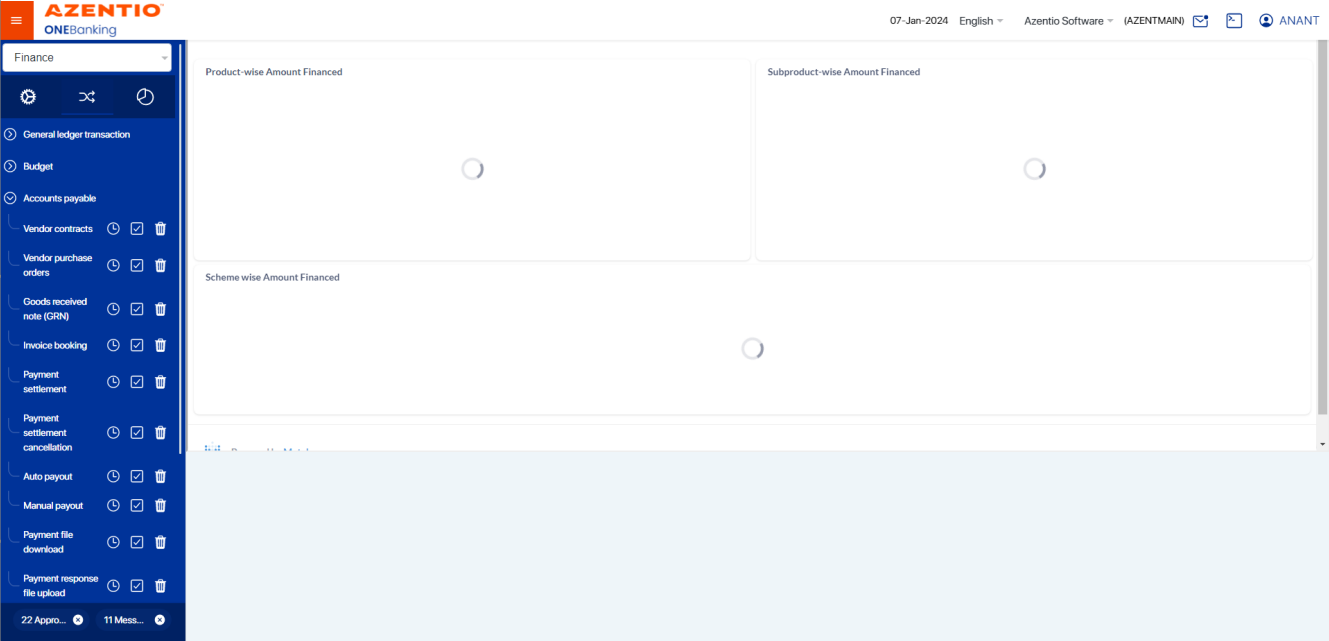 AZENTIO
ONEBanking
07-Jan-2024 English Azentio Software (AZENTMAIN) ANANT
Finance
General ledger transaction
Budget
Accounts payable
Vendor contracts
Vendor purchase
orders
Goods received
note (GRN)
Invoice booking
Payment
settlement
Payment
settlement
cancellation
Auto payout
Manual payout
Payment file
download
Payment response
file upload
22 Appro...
11 Mess...
Product-wise Amount Financed
Subproduct-wise Amount Financed
Scheme wise Amount Financed